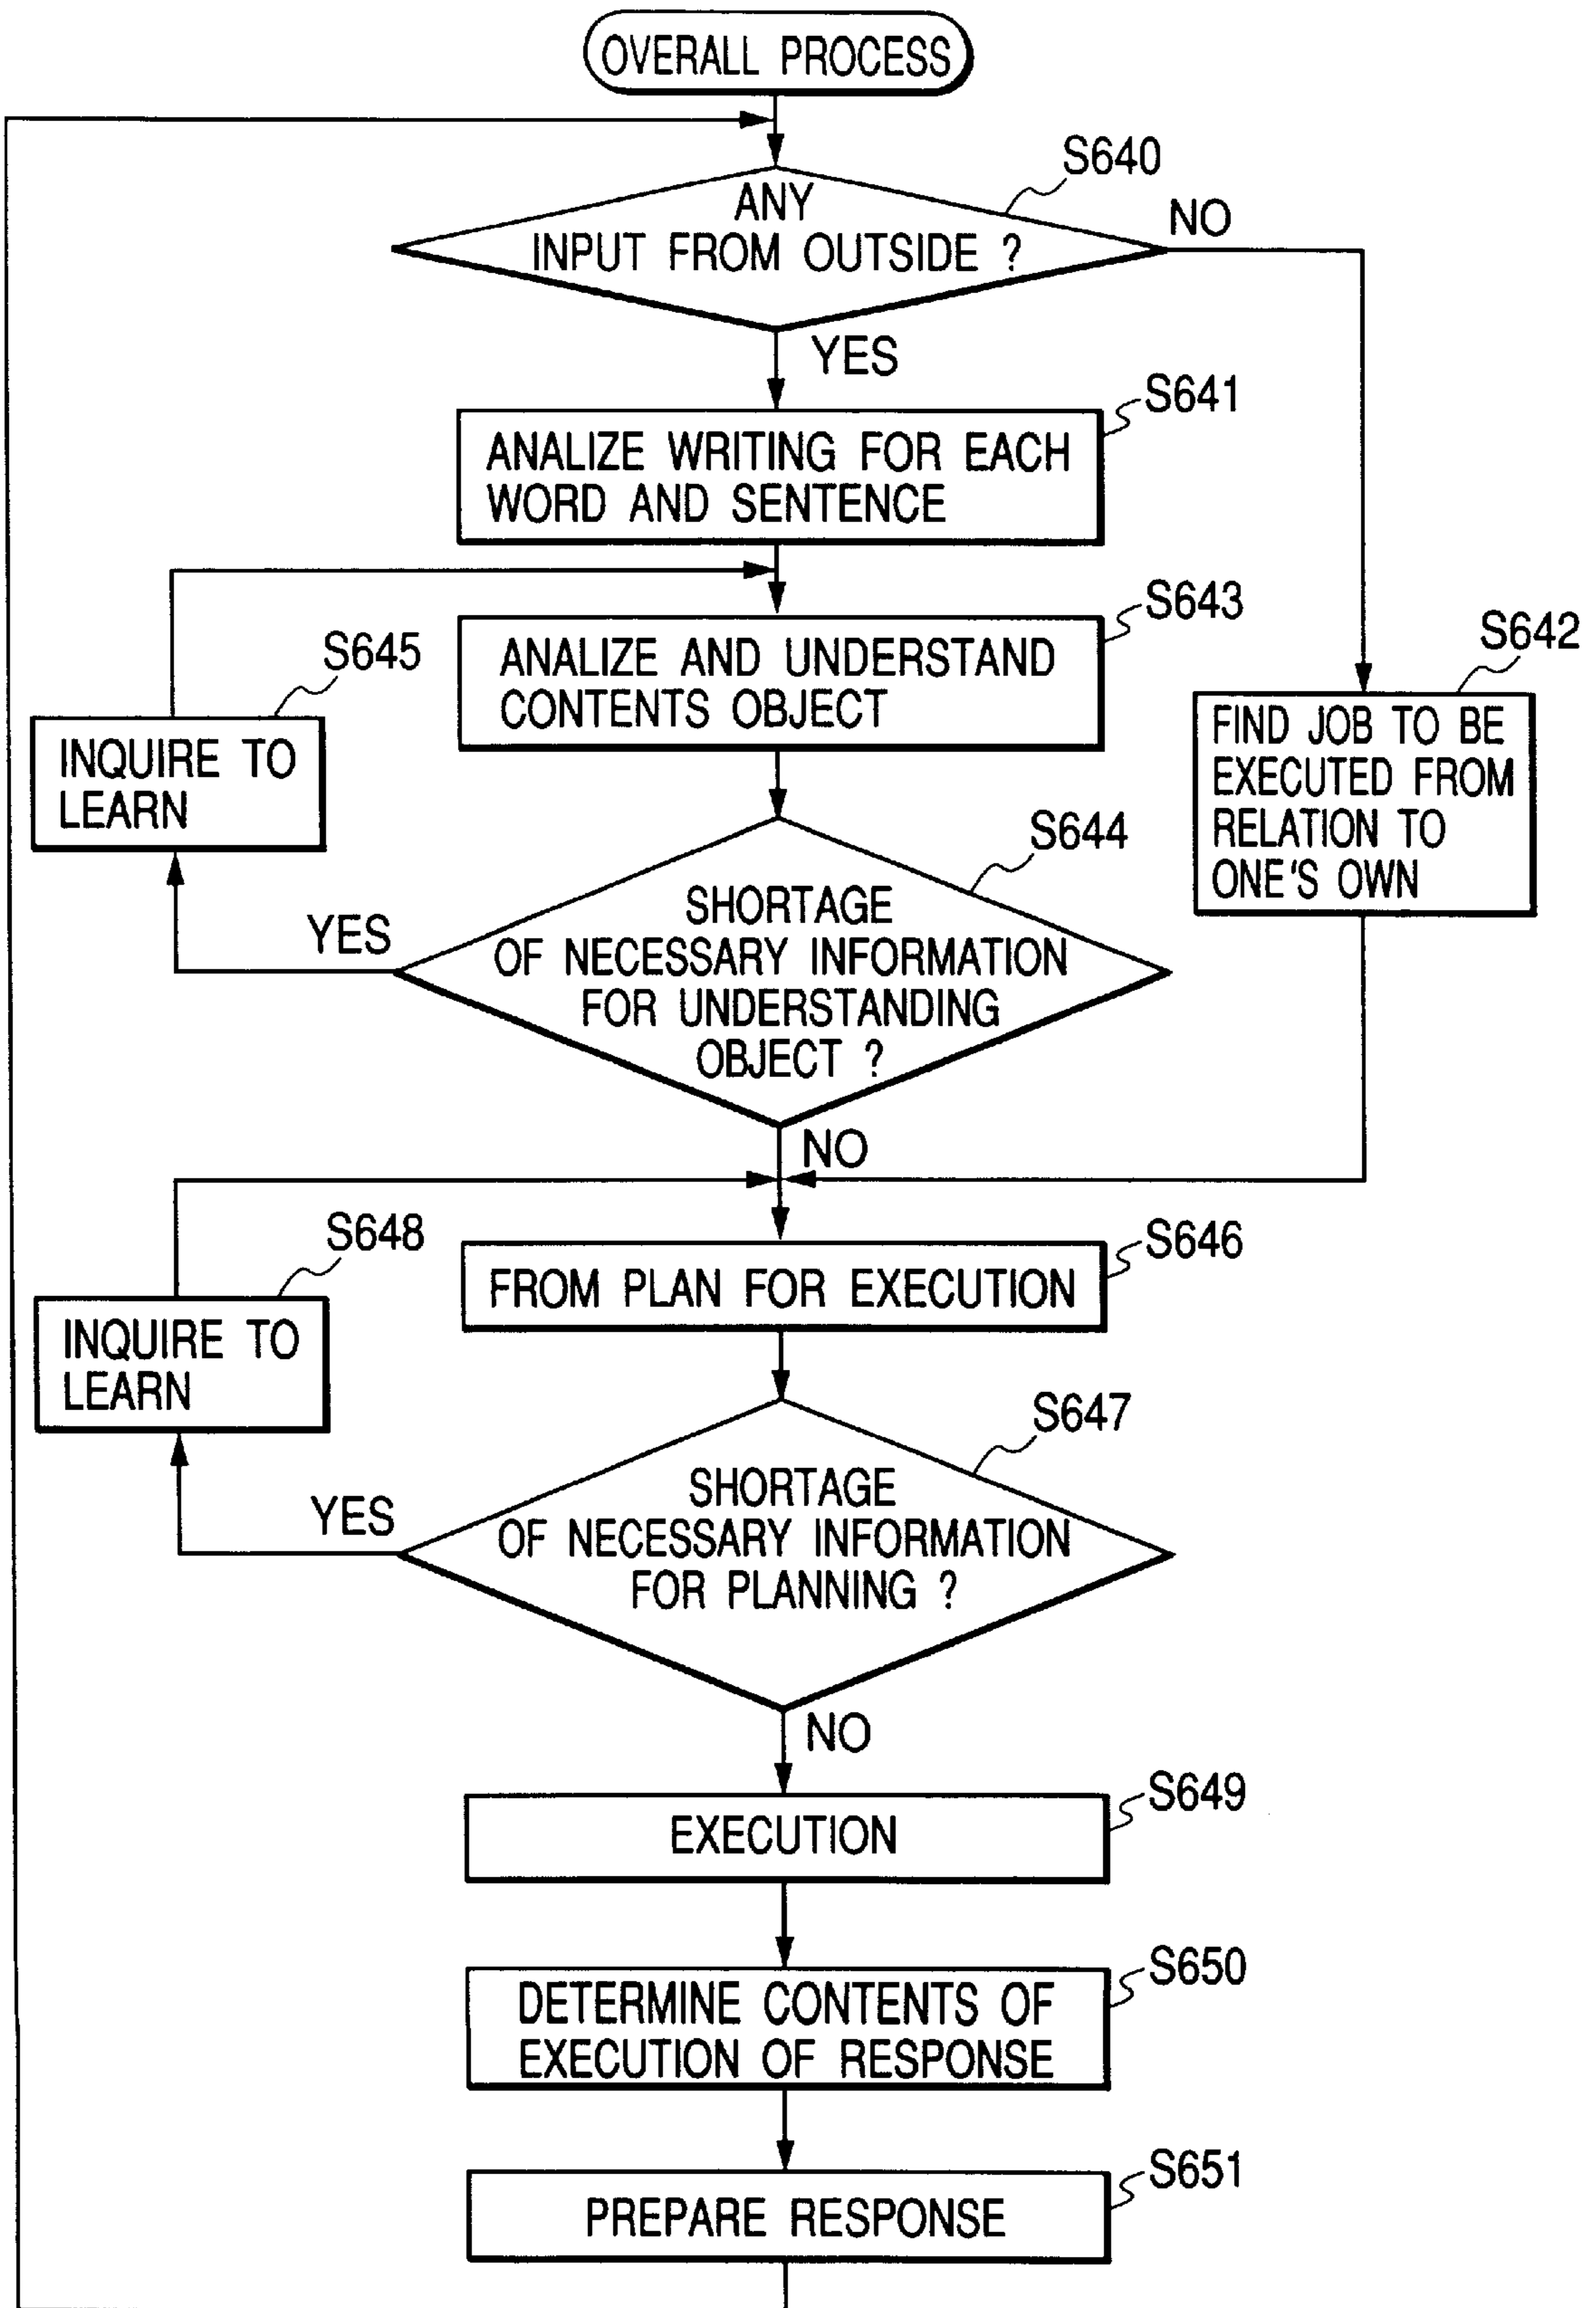 OVERALL PROCESS
S640
ANY
INPUT FROM OUTSIDE ?
NO
YES
S641
ANALIZE WRITING FOR EACH
WORD AND SENTENCE
S643
ANALIZE AND UNDERSTAND
CONTENTS OBJECT
S645
INQUIRE TO
LEARN
S642
FIND JOB TO BE
EXECUTED FROM
RELATION TO
ONE'S OWN
S644
SHORTAGE
OF NECESSARY INFORMATION
FOR UNDERSTANDING
OBJECT ?
YES
NO
S648
INQUIRE TO
LEARN
S646
FROM PLAN FOR EXECUTION
S647
SHORTAGE
OF NECESSARY INFORMATION
FOR PLANNING ?
YES
NO
S649
EXECUTION
S650
DETERMINE CONTENTS OF
EXECUTION OF RESPONSE
S651
PREPARE RESPONSE